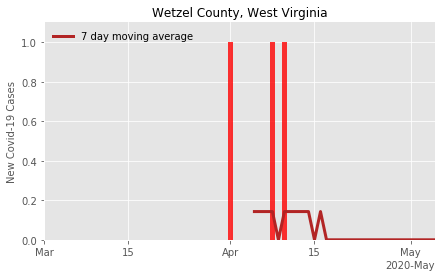 Wetzel County, West Virginia
7 day moving average
New Covid-19 Cases
1.0
0.8
0.6
0.4
0.2
0.0
Mar 15 Apr 15 May
2020-May